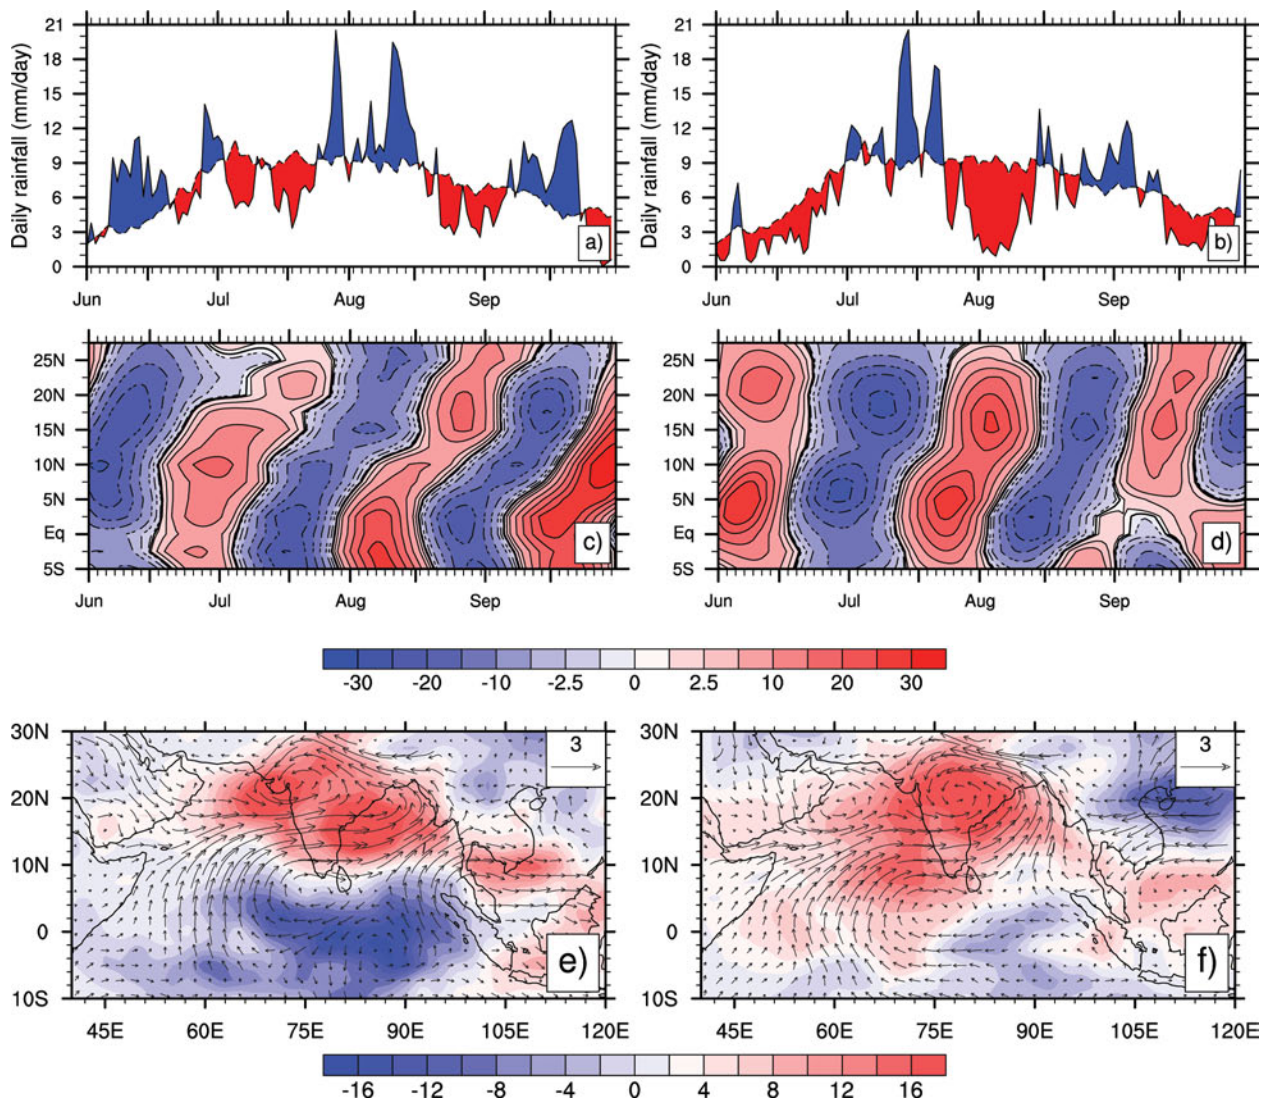 Daily rainfall (mm/day)
21
18
15
12
9
6
3
0
a)
Jun Jul Aug Sep
Daily rainfall (mm/day)
21
18
15
12
9
6
3
0
b)
Jun Jul Aug Sep
25N
20N
15N
10N
5N
Eq
5S
c)
Jun Jul Aug Sep
25N
20N
15N
10N
5N
Eq
5S
d)
Jun Jul Aug Sep
-30 -20 -10 -2.5 0 2.5 10 20 30
30N
20N
10N
0
10S
3
e)
45E 60E 75E 90E 105E 120E
30N
20N
10N
0
10S
3
f)
45E 60E 75E 90E 105E 120E
-16 -12 -8 -4 0 4 8 12 16